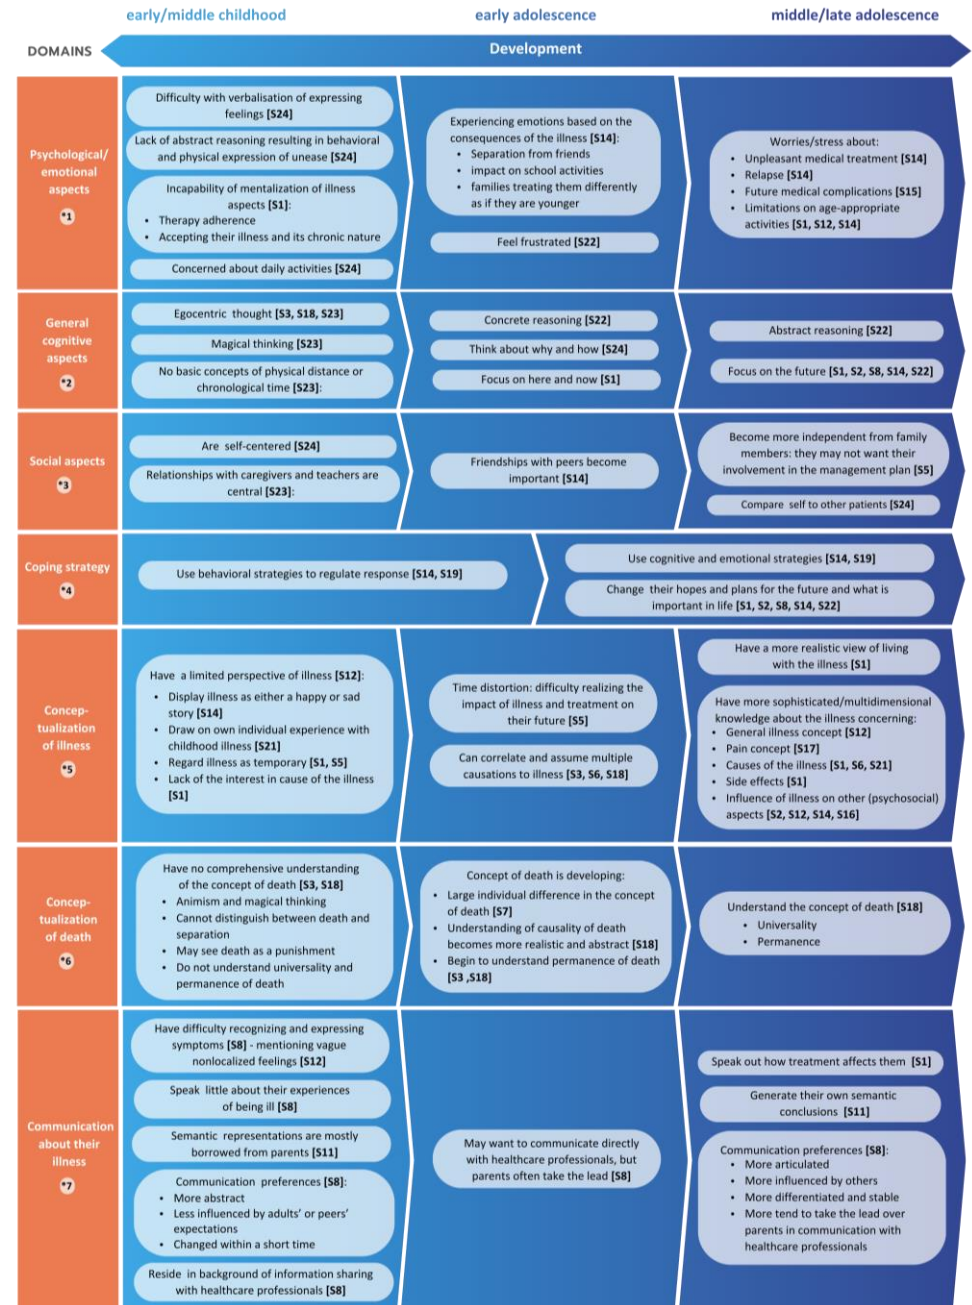 early/middle childhood
early adolescence
middle/late adolescence
DOMAINS
Development
Psychological/
emotional
aspects
*1
Difficulty with verbalisation of expressing
feelings [S24]
Lack of abstract reasoning resulting in behavioral
and physical expression of unease [S24]
Incapability of mentalization of illness
aspects [S1]:
• Therapy adherence
• Accepting their illness and its chronic nature
Concerned about daily activities [S24]
Experiencing emotions based on the
consequences of the illness [S14]:
• Separation from friends
• impact on school activities
• families treating them differently
as if they are younger
Feel frustrated [S22]
Worries/stress about:
• Unpleasant medical treatment [S14]
• Relapse [S14]
• Future medical complications [S15]
• Limitations on age-appropriate
activities [S1, S12, S14]
General
cognitive
aspects
*2
Egocentric thought [S3, S18, S23]
Magical thinking [S23]
No basic concepts of physical distance or
chronological time [S23]:
Concrete reasoning [S22]
Think about why and how [S24]
Focus on here and now [S1]
Abstract reasoning [S22]
Focus on the future [S1, S2, S8, S14, S22]
Social aspects
*3
Are self-centered [S24]
Relationships with caregivers and teachers are
central [S23]:
Friendships with peers become
important [S14]
Become more independent from family
members: they may not want their
involvement in the management plan [S5]
Compare self to other patients [S24]
Coping strategy
*4
Use behavioral strategies to regulate response [S14, S19]
Use cognitive and emotional strategies [S14, S19]
Change their hopes and plans for the future and what is
important in life [S1, S2, S8, S14, S22]
Concep-
tualization
of illness
*5
Have a limited perspective of illness [S12]:
• Display illness as either a happy or sad
story [S14]
• Draw on own individual experience with
childhood illness [S21]
• Regard illness as temporary [S1, S5]
• Lack of the interest in cause of the illness
[S1]
Time distortion: difficulty realizing the
impact of illness and treatment on
their future [S5]
Can correlate and assume multiple
causations to illness [S3, S6, S18]
Have a more realistic view of living
with the illness [S1]
Have more sophisticated/multidimensional
knowledge about the illness concerning:
• General illness concept [S12]
• Pain concept [S17]
• Causes of the illness [S1, S6, S21]
• Side effects [S1]
• Influence of illness on other (psychosocial)
aspects [S2, S12, S14, S16]
Concep-
tualization
of death
*6
Have no comprehensive understanding
of the concept of death [S3, S18]
• Animism and magical thinking
• Cannot distinguish between death and
separation
• May see death as a punishment
• Do not understand universality and
permanence of death
Concept of death is developing:
• Large individual difference in the concept
of death [S7]
• Understanding of causality of death
becomes more realistic and abstract [S18]
• Begin to understand permanence of death
[S3 ,S18]
Understand the concept of death [S18]
• Universality
• Permanence
Communication
about their
illness
*7
Have difficulty recognizing and expressing
symptoms [S8] - mentioning vague
nonlocalized feelings [S12]
Speak little about their experiences
of being ill [S8]
Semantic representations are mostly
borrowed from parents [S11]
Communication preferences [S8]:
• More abstract
• Less influenced by adults' or peers'
expectations
• Changed within a short time
Reside in background of information sharing
with healthcare professionals [S8]
May want to communicate directly
with healthcare professionals, but
parents often take the lead [S8]
Speak out how treatment affects them [S1]
Generate their own semantic
conclusions [S11]
Communication preferences [S8]:
• More articulated
• More influenced by others
• More differentiated and stable
• More tend to take the lead over
parents in communication with
healthcare professionals